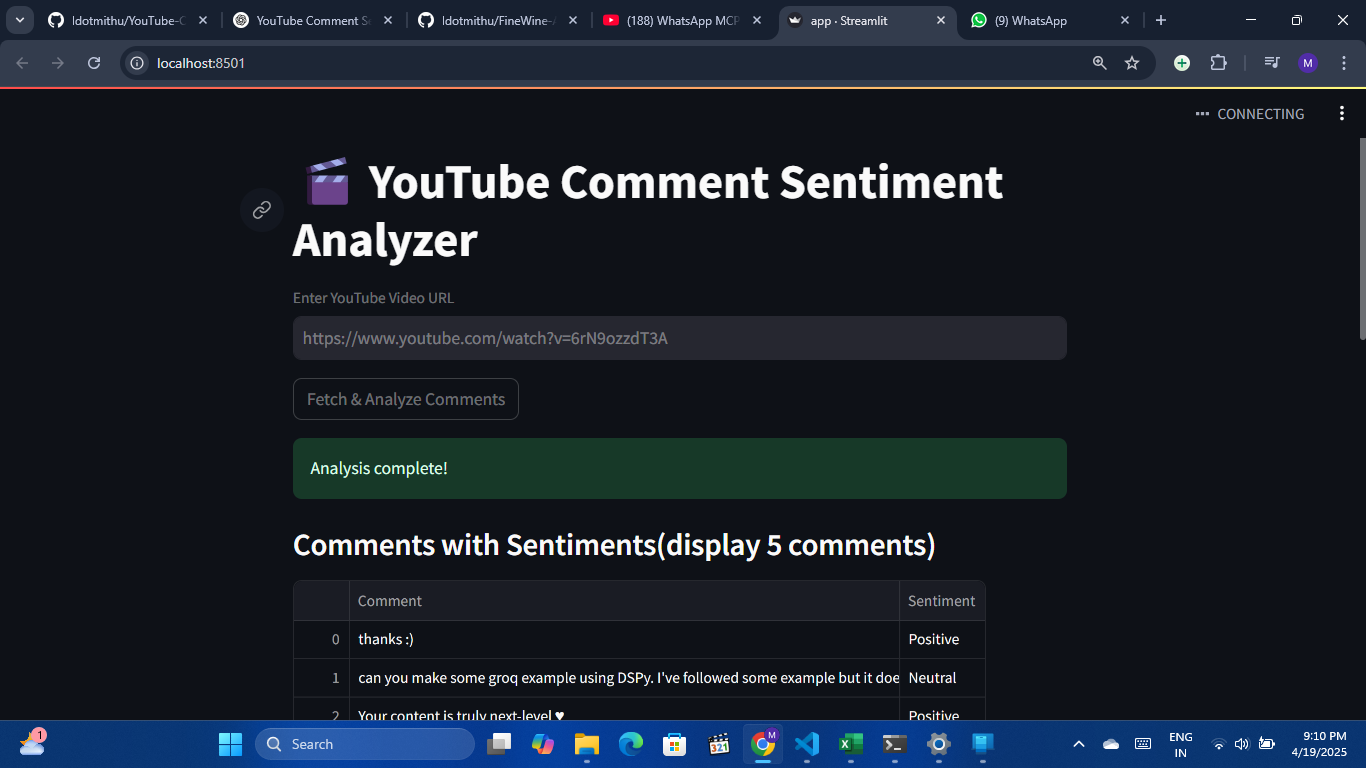 ldotmithu/YouTube-C
YouTube Comment Se
ldotmithu/FineWine-
(188) WhatsApp MCP
app · Streamlit
(9) WhatsApp
localhost:8501
M
CONNECTING
🎬 YouTube Comment Sentiment
Analyzer
Enter YouTube Video URL
https://www.youtube.com/watch?v=6rN9ozzdT3A
Fetch & Analyze Comments
Analysis complete!
Comments with Sentiments(display 5 comments)
Comment Sentiment
0 thanks :) Positive
1 can you make some groq example using DSPy. I've followed some example but it doe Neutral
2 Your content is truly next-level ♥ Positive
1
Search
321
M
ENG
IN
9:10 PM
4/19/2025